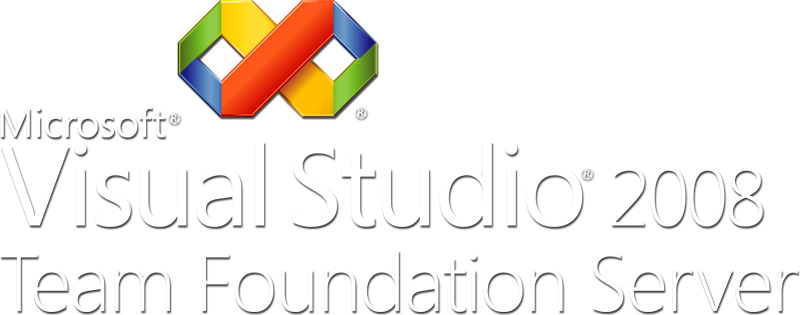 Microsoft®
Visual Studio® 2008
Team Foundation Server